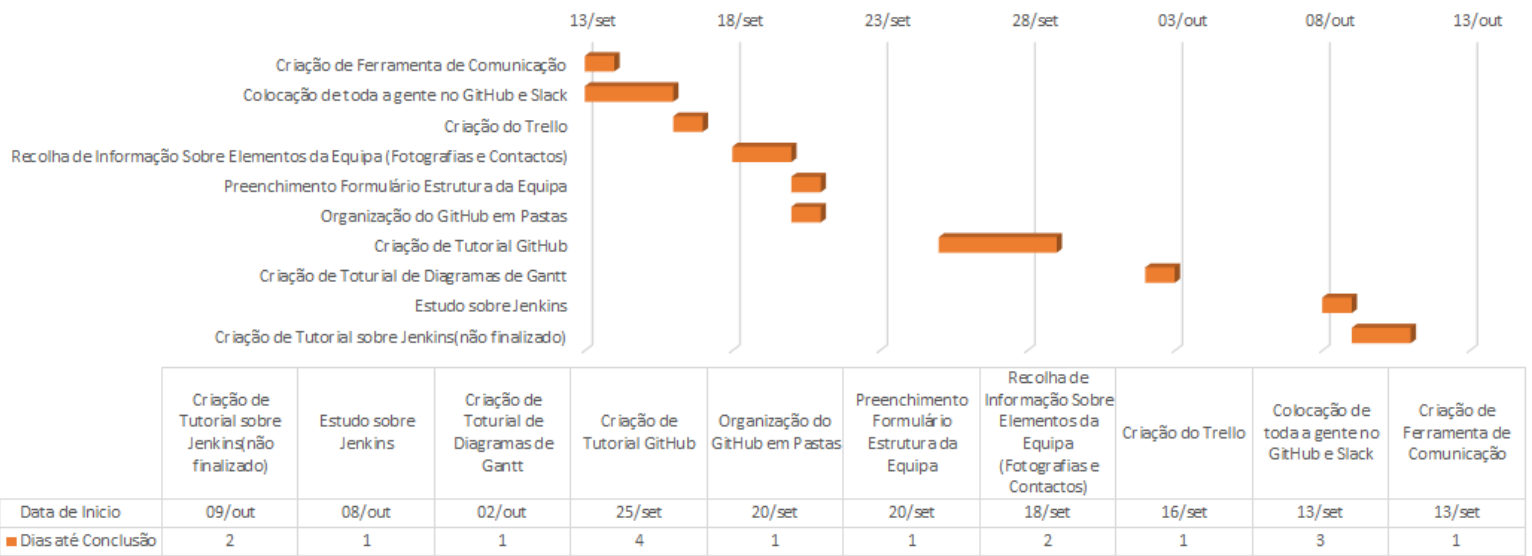 13/set 18/set 23/set 28/set 03/out 08/out 13/out
Criação de Ferramenta de Comunicação
Colocação de toda a gente no GitHub e Slack
Criação do Trello
Recolha de Informação Sobre Elementos da Equipa (Fotografias e Contactos)
Preenchimento Formulário Estrutura da Equipa
Organização do GitHub em Pastas
Criação de Tutorial GitHub
Criação de Toturial de Diagramas de Gantt
Estudo sobre Jenkins
Criação de Tutorial sobre Jenkins(não finalizado)
Criação de
Tutorial sobre
Jenkins(não
finalizado)
Estudo sobre
Jenkins
Criação de
Toturial de
Diagramas de
Gantt
Criação de
Tutorial GitHub
Organização do
GitHub em Pastas
Preenchimento
Formulário
Estrutura da
Equipa
Recolha de
Informação Sobre
Elementos da
Equipa
(Fotografias e
Contactos)
Criação do Trello
Colocação de
toda a gente no
GitHub e Slack
Criação de
Ferramenta de
Comunicação
Data de Inicio 09/out 08/out 02/out 25/set 20/set 20/set 18/set 16/set 13/set 13/set
Dias até Conclusão 2 1 1 4 1 1 2 1 3 1